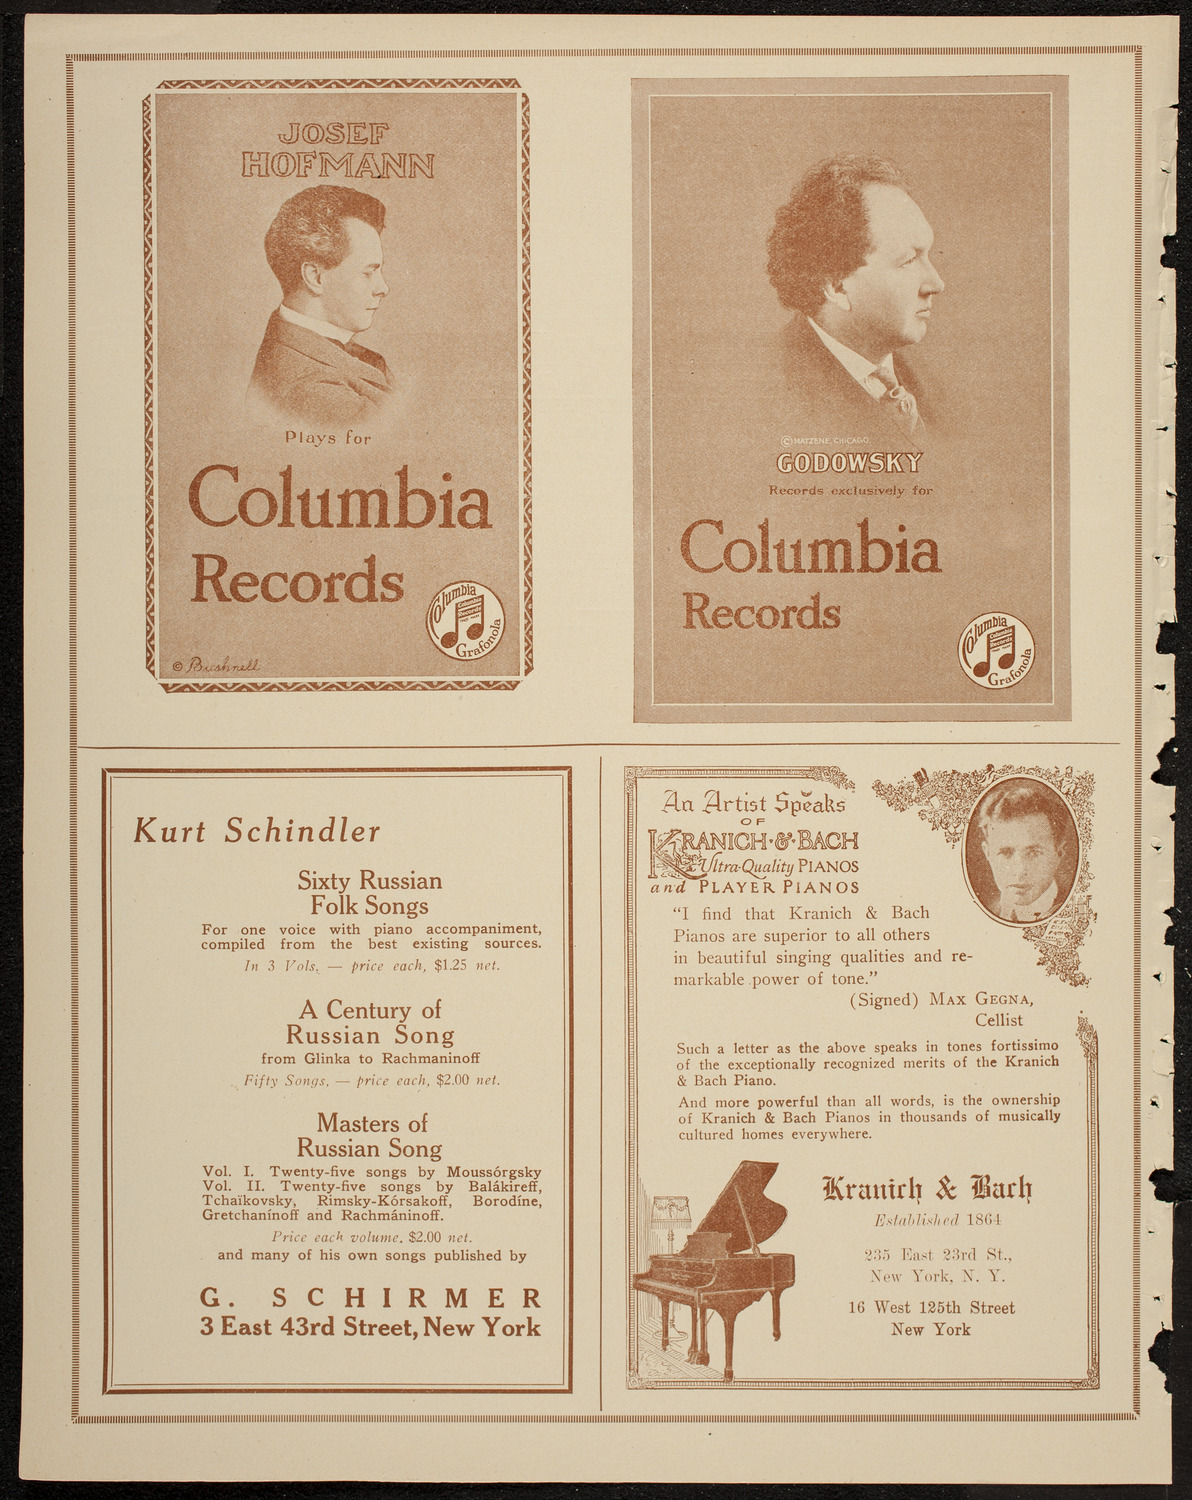 JOSEF
HOFMANN
Plays for
Columbia
Records
Columbia
Grafonola
© Bushnell
© MATZENE, CHICAGO
GODOWSKY
Records exclusively for
Columbia
Records
Columbia
Grafonola
Kurt Schindler
Sixty Russian
Folk Songs
For one voice with piano accompaniment,
compiled from the best existing sources.
In 3 Vols. — price each, $1.25 net.
A Century of
Russian Song
from Glinka to Rachmaninoff
Fifty Songs, — price each, $2.00 net.
Masters of
Russian Song
Vol. I. Twenty-five songs by Moussórgsky
Vol. II. Twenty-five songs by Balákireff,
Tchaïkovsky, Rimsky-Kórsakoff, Borodíne,
Gretchanínoff and Rachmáninoff.
Price each volume, $2.00 net.
and many of his own songs published by
G. SCHIRMER
3 East 43rd Street, New York
An Artist Speaks
OF
KRANICH·&·BACH
Ultra-Quality PIANOS
and PLAYER PIANOS
“I find that Kranich & Bach
Pianos are superior to all others
in beautiful singing qualities and re-
markable power of tone.”
(Signed) MAX GEGNA,
Cellist
Such a letter as the above speaks in tones fortissimo
of the exceptionally recognized merits of the Kranich
& Bach Piano.
And more powerful than all words, is the ownership
of Kranich & Bach Pianos in thousands of musically
cultured homes everywhere.
Kranich & Bach
Established 1864
235 East 23rd St.,
New York, N. Y.
16 West 125th Street
New York